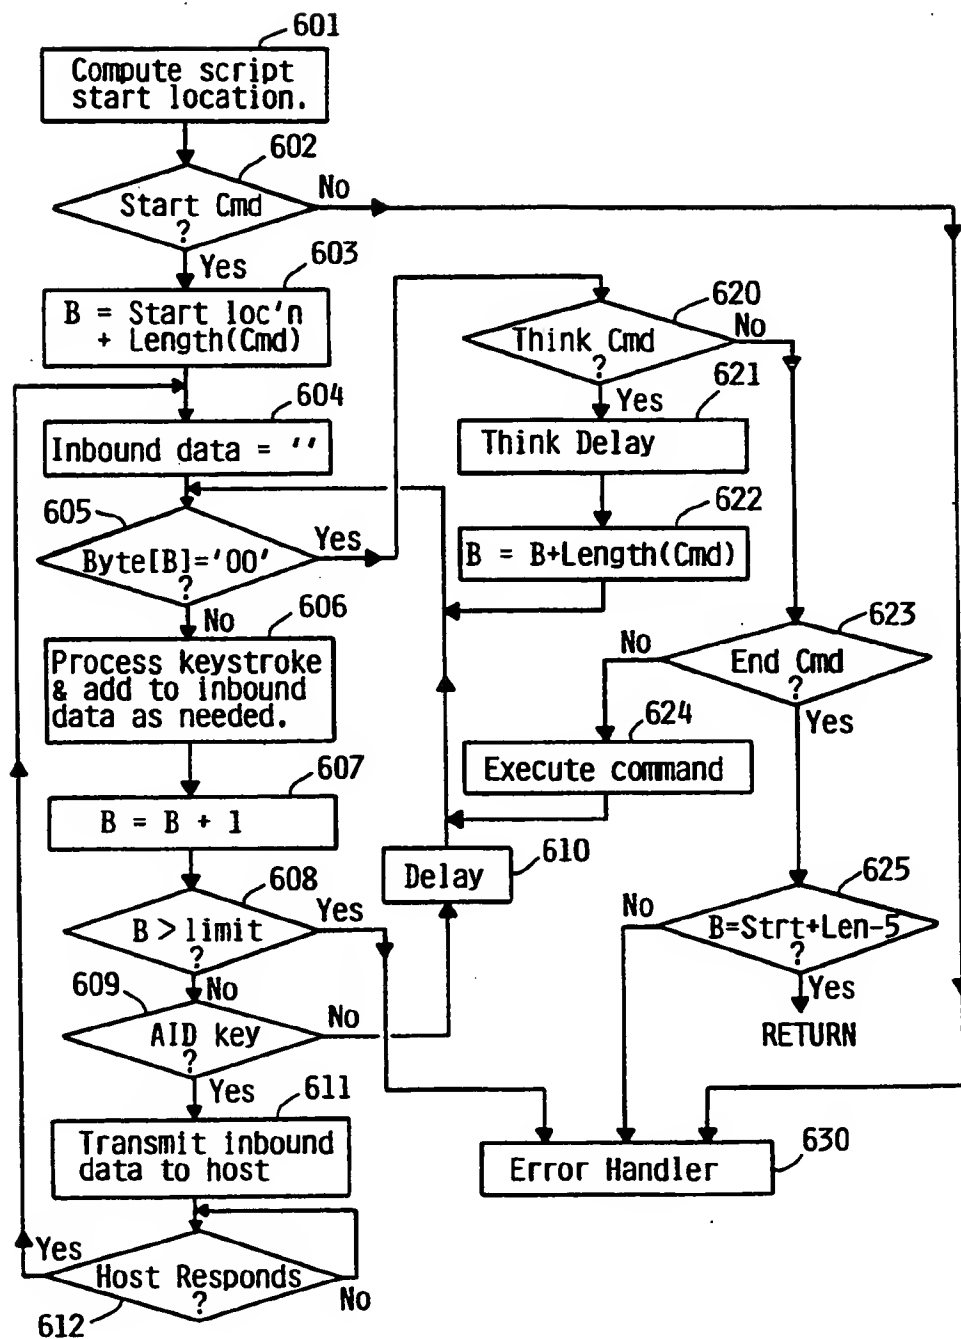 601
Compute script
start location.
602
Start Cmd
?
No
Yes
603
B = Start loc'n
+ Length(Cmd)
604
Inbound data = ''
605
Byte[B]='00'
?
Yes
No
606
Process keystroke
& add to inbound
data as needed.
607
B = B + 1
608
B > limit
?
Yes
No
609
AID key
?
No
Yes
610
Delay
611
Transmit inbound
data to host
612
Host Responds
?
Yes
No
620
Think Cmd
?
No
Yes
621
Think Delay
622
B = B+Length(Cmd)
623
End Cmd
?
No
Yes
624
Execute command
625
B=Strt+Len-5
?
No
Yes
RETURN
630
Error Handler